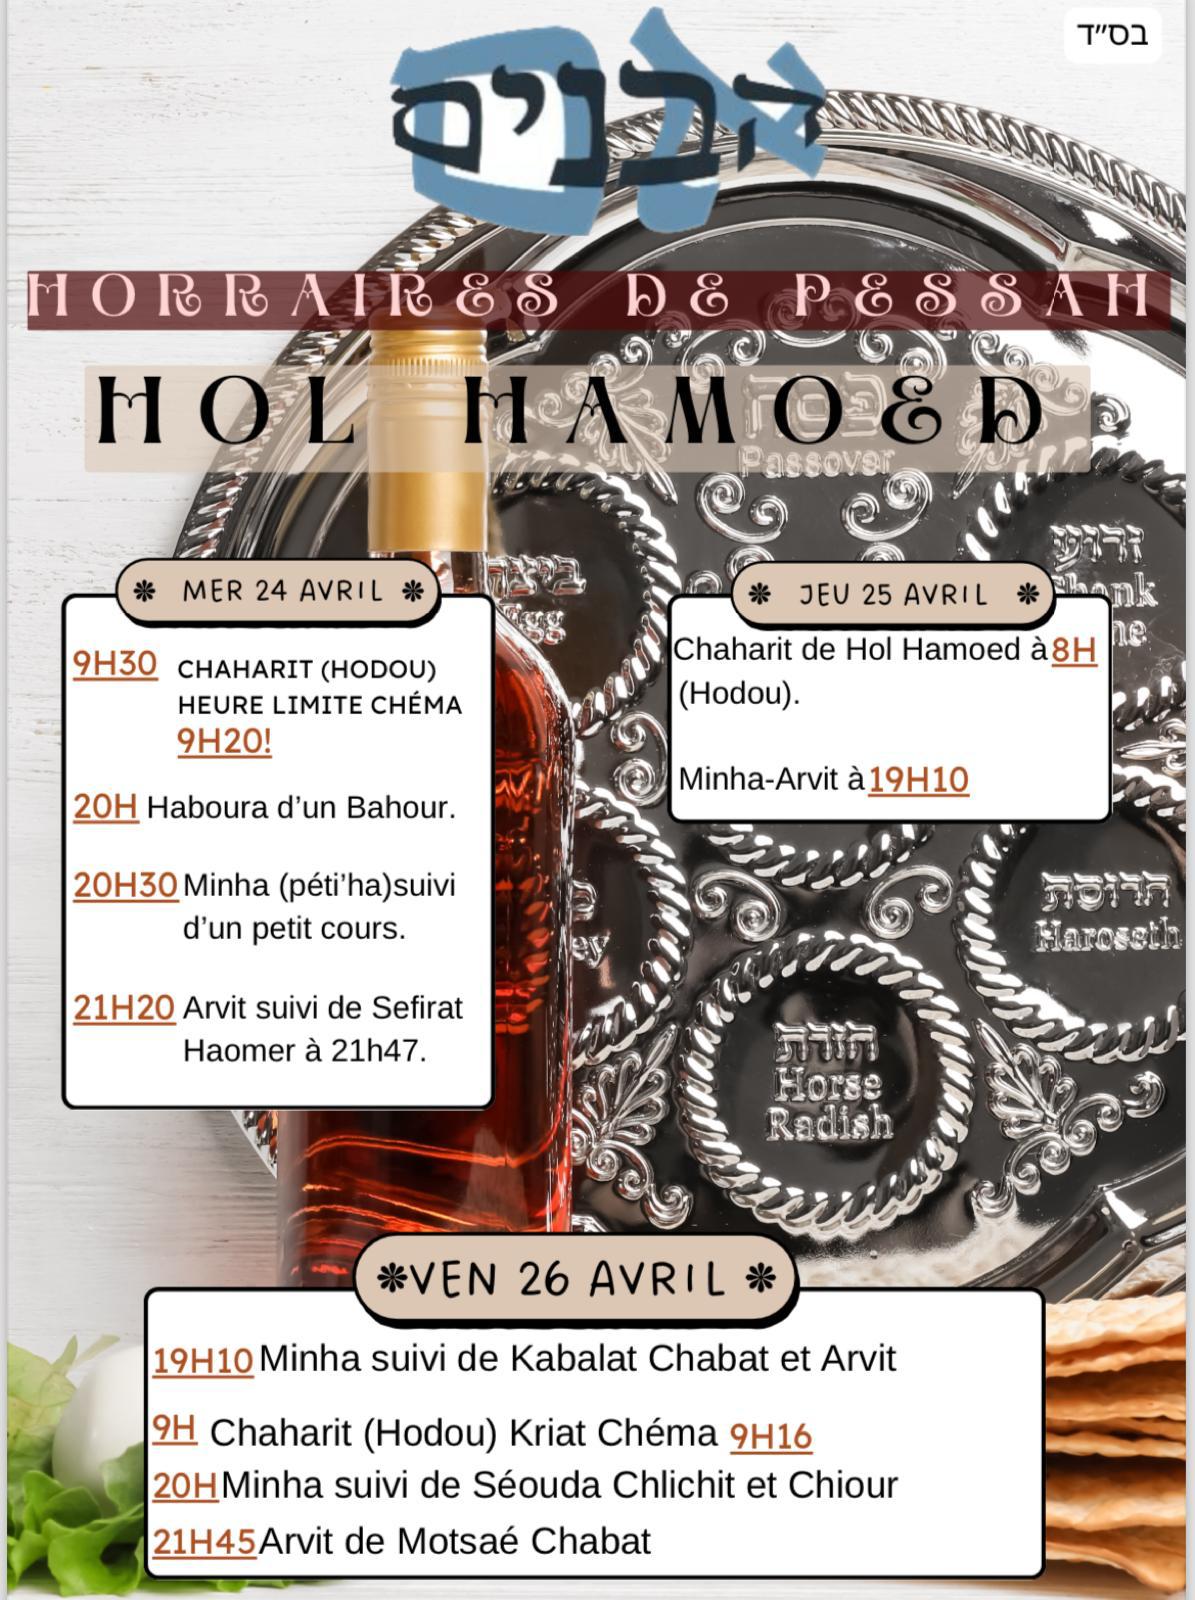 בס״ד
הבנים
HORRAIRES DE PESSAH
HOL HAMOED
פסח
Passover
זרוע
ביצה
Egg
MER 24 AVRIL
9H30 CHAHARIT (HODOU)
HEURE LIMITE CHÉMA
9H20!
20H Haboura d’un Bahour.
20H30 Minha (péti’ha)suivi
d’un petit cours.
21H20 Arvit suivi de Sefirat
Haomer à 21h47.
JEU 25 AVRIL
Chaharit de Hol Hamoed à 8H
(Hodou).
Minha-Arvit à 19H10
חרוסת
Haroseth
חזרת
Horse
Radish
VEN 26 AVRIL
19H10 Minha suivi de Kabalat Chabat et Arvit
9H Chaharit (Hodou) Kriat Chéma 9H16
20H Minha suivi de Séouda Chlichit et Chiour
21H45 Arvit de Motsaé Chabat